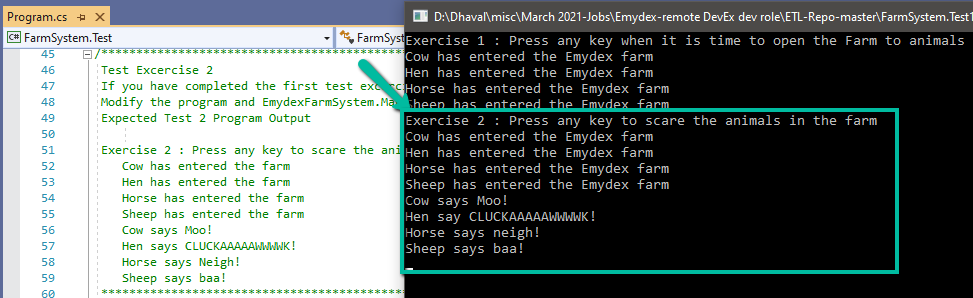 Program.cs
FarmSystem.Test
FarmSy
45 /************************************************
46 Test Excercise 2
47 If you have completed the first test
48 Modify the program and EmydexFarmSystem.Ma
49 Expected Test 2 Program Output
50
51 Exercise 2 : Press any key to scare the ani
52 Cow has entered the farm
53 Hen has entered the farm
54 Horse has entered the farm
55 Sheep has entered the farm
56 Cow says Moo!
57 Hen says CLUCKAAAAAWWWWK!
58 Horse says Neigh!
59 Sheep says baa!
60 ************************************************
D:\Dhaval\misc\March 2021-Jobs\Emydex-remote DevEx dev role\ETL-Repo-master\FarmSystem.Test1
Exercise 1 : Press any key when it is time to open the Farm to animals
Cow has entered the Emydex farm
Hen has entered the Emydex farm
Horse has entered the Emydex farm
Sheep has entered the Emydex farm
Exercise 2 : Press any key to scare the animals in the farm
Cow has entered the Emydex farm
Hen has entered the Emydex farm
Horse has entered the Emydex farm
Sheep has entered the Emydex farm
Cow says Moo!
Hen say CLUCKAAAAAWWWWK!
Horse says neigh!
Sheep says baa!